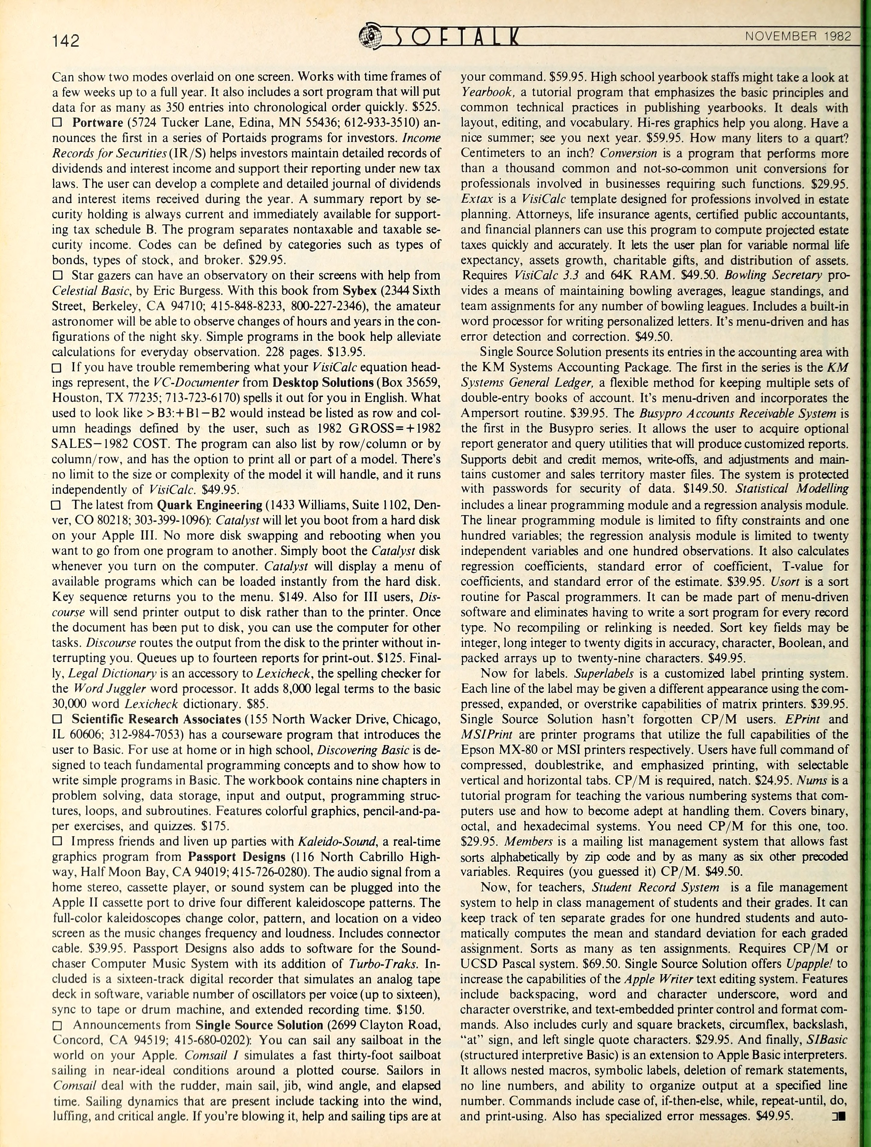 142
SOFTALK
NOVEMBER 1982
Can show two modes overlaid on one screen. Works with time frames of
a few weeks up to a full year. It also includes a sort program that will put
data for as many as 350 entries into chronological order quickly. $525.
□ Portware (5724 Tucker Lane, Edina, MN 55436; 612-933-3510) an-
nounces the first in a series of Portaids programs for investors. Income
Records for Securities (IR/S) helps investors maintain detailed records of
dividends and interest income and support their reporting under new tax
laws. The user can develop a complete and detailed journal of dividends
and interest items received during the year. A summary report by se-
curity holding is always current and immediately available for support-
ing tax schedule B. The program separates nontaxable and taxable se-
curity income. Codes can be defined by categories such as types of
bonds, types of stock, and broker. $29.95.
□ Star gazers can have an observatory on their screens with help from
Celestial Basic, by Eric Burgess. With this book from Sybex (2344 Sixth
Street, Berkeley, CA 94710; 415-848-8233, 800-227-2346), the amateur
astronomer will be able to observe changes of hours and years in the con-
figurations of the night sky. Simple programs in the book help alleviate
calculations for everyday observation. 228 pages. $13.95.
□ If you have trouble remembering what your VisiCalc equation head-
ings represent, the VC-Documenter from Desktop Solutions (Box 35659,
Houston, TX 77235; 713-723-6170) spells it out for you in English. What
used to look like >B3:+B1−B2 would instead be listed as row and col-
umn headings defined by the user, such as 1982 GROSS=+1982
SALES−1982 COST. The program can also list by row/column or by
column/row, and has the option to print all or part of a model. There's
no limit to the size or complexity of the model it will handle, and it runs
independently of VisiCalc. $49.95.
□ The latest from Quark Engineering (1433 Williams, Suite 1102, Den-
ver, CO 80218; 303-399-1096): Catalyst will let you boot from a hard disk
on your Apple III. No more disk swapping and rebooting when you
want to go from one program to another. Simply boot the Catalyst disk
whenever you turn on the computer. Catalyst will display a menu of
available programs which can be loaded instantly from the hard disk.
Key sequence returns you to the menu. $149. Also for III users, Dis-
course will send printer output to disk rather than to the printer. Once
the document has been put to disk, you can use the computer for other
tasks. Discourse routes the output from the disk to the printer without in-
terrupting you. Queues up to fourteen reports for print-out. $125. Final-
ly, Legal Dictionary is an accessory to Lexicheck, the spelling checker for
the Word Juggler word processor. It adds 8,000 legal terms to the basic
30,000 word Lexicheck dictionary. $85.
□ Scientific Research Associates (155 North Wacker Drive, Chicago,
IL 60606; 312-984-7053) has a courseware program that introduces the
user to Basic. For use at home or in high school, Discovering Basic is de-
signed to teach fundamental programming concepts and to show how to
write simple programs in Basic. The workbook contains nine chapters in
problem solving, data storage, input and output, programming struc-
tures, loops, and subroutines. Features colorful graphics, pencil-and-pa-
per exercises, and quizzes. $175.
□ Impress friends and liven up parties with Kaleido-Sound, a real-time
graphics program from Passport Designs (116 North Cabrillo High-
way, Half Moon Bay, CA 94019; 415-726-0280). The audio signal from a
home stereo, cassette player, or sound system can be plugged into the
Apple II cassette port to drive four different kaleidoscope patterns. The
full-color kaleidoscopes change color, pattern, and location on a video
screen as the music changes frequency and loudness. Includes connector
cable. $39.95. Passport Designs also adds to software for the Sound-
chaser Computer Music System with its addition of Turbo-Traks. In-
cluded is a sixteen-track digital recorder that simulates an analog tape
deck in software, variable number of oscillators per voice (up to sixteen),
sync to tape or drum machine, and extended recording time. $150.
□ Announcements from Single Source Solution (2699 Clayton Road,
Concord, CA 94519; 415-680-0202): You can sail any sailboat in the
world on your Apple. Comsail I simulates a fast thirty-foot sailboat
sailing in near-ideal conditions around a plotted course. Sailors in
Comsail deal with the rudder, main sail, jib, wind angle, and elapsed
time. Sailing dynamics that are present include tacking into the wind,
luffing, and critical angle. If you're blowing it, help and sailing tips are at
your command. $59.95. High school yearbook staffs might take a look at
Yearbook, a tutorial program that emphasizes the basic principles and
common technical practices in publishing yearbooks. It deals with
layout, editing, and vocabulary. Hi-res graphics help you along. Have a
nice summer; see you next year. $59.95. How many liters to a quart?
Centimeters to an inch? Conversion is a program that performs more
than a thousand common and not-so-common unit conversions for
professionals involved in businesses requiring such functions. $29.95.
Extax is a VisiCalc template designed for professions involved in estate
planning. Attorneys, life insurance agents, certified public accountants,
and financial planners can use this program to compute projected estate
taxes quickly and accurately. It lets the user plan for variable normal life
expectancy, assets growth, charitable gifts, and distribution of assets.
Requires VisiCalc 3.3 and 64K RAM. $49.50. Bowling Secretary pro-
vides a means of maintaining bowling averages, league standings, and
team assignments for any number of bowling leagues. Includes a built-in
word processor for writing personalized letters. It's menu-driven and has
error detection and correction. $49.50.
Single Source Solution presents its entries in the accounting area with
the KM Systems Accounting Package. The first in the series is the KM
Systems General Ledger, a flexible method for keeping multiple sets of
double-entry books of account. It's menu-driven and incorporates the
Ampersort routine. $39.95. The Busypro Accounts Receivable System is
the first in the Busypro series. It allows the user to acquire optional
report generator and query utilities that will produce customized reports.
Supports debit and credit memos, write-offs, and adjustments and main-
tains customer and sales territory master files. The system is protected
with passwords for security of data. $149.50. Statistical Modelling
includes a linear programming module and a regression analysis module.
The linear programming module is limited to fifty constraints and one
hundred variables; the regression analysis module is limited to twenty
independent variables and one hundred observations. It also calculates
regression coefficients, standard error of coefficient, T-value for
coefficients, and standard error of the estimate. $39.95. Usort is a sort
routine for Pascal programmers. It can be made part of menu-driven
software and eliminates having to write a sort program for every record
type. No recompiling or relinking is needed. Sort key fields may be
integer, long integer to twenty digits in accuracy, character, Boolean, and
packed arrays up to twenty-nine characters. $49.95.
Now for labels. Superlabels is a customized label printing system.
Each line of the label may be given a different appearance using the com-
pressed, expanded, or overstrike capabilities of matrix printers. $39.95.
Single Source Solution hasn't forgotten CP/M users. EPrint and
MSIPrint are printer programs that utilize the full capabilities of the
Epson MX-80 or MSI printers respectively. Users have full command of
compressed, doublestrike, and emphasized printing, with selectable
vertical and horizontal tabs. CP/M is required, natch. $24.95. Nums is a
tutorial program for teaching the various numbering systems that com-
puters use and how to become adept at handling them. Covers binary,
octal, and hexadecimal systems. You need CP/M for this one, too.
$29.95. Members is a mailing list management system that allows fast
sorts alphabetically by zip code and by as many as six other precoded
variables. Requires (you guessed it) CP/M. $49.50.
Now, for teachers, Student Record System is a file management
system to help in class management of students and their grades. It can
keep track of ten separate grades for one hundred students and auto-
matically computes the mean and standard deviation for each graded
assignment. Sorts as many as ten assignments. Requires CP/M or
UCSD Pascal system. $69.50. Single Source Solution offers Upapple! to
increase the capabilities of the Apple Writer text editing system. Features
include backspacing, word and character underscore, word and
character overstrike, and text-embedded printer control and format com-
mands. Also includes curly and square brackets, circumflex, backslash,
"at" sign, and left single quote characters. $29.95. And finally, SIBasic
(structured interpretive Basic) is an extension to Apple Basic interpreters.
It allows nested macros, symbolic labels, deletion of remark statements,
no line numbers, and ability to organize output at a specified line
number. Commands include case of, if-then-else, while, repeat-until, do,
and print-using. Also has specialized error messages. $49.95.